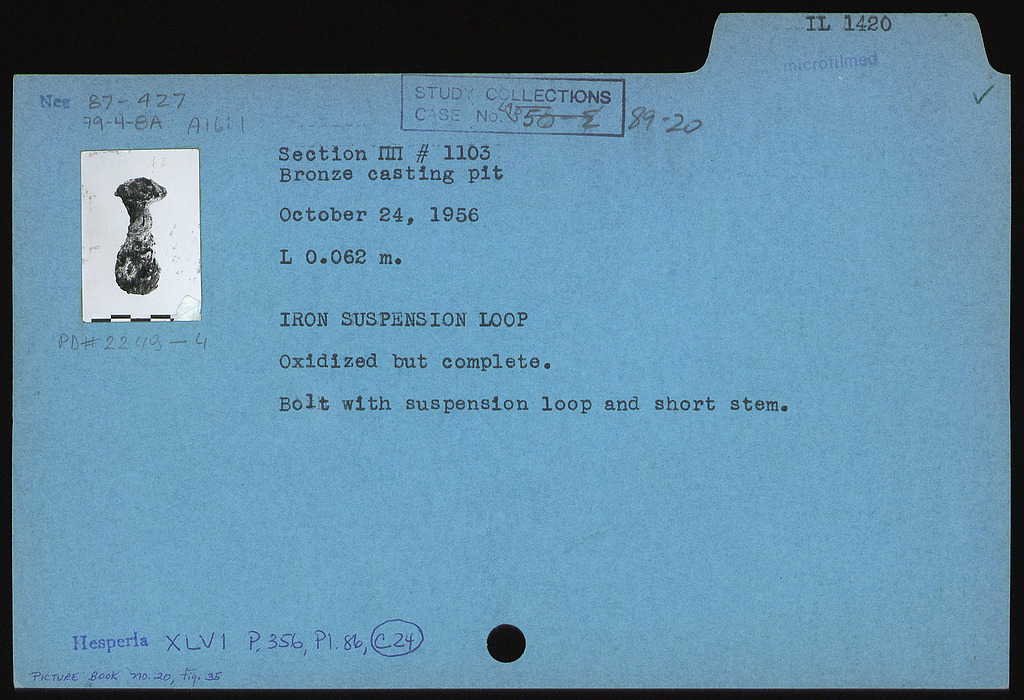 IL 1420
microfilmed
✓
Neg 87-427
79-4-8A A16:1
STUDY COLLECTIONS
CASE No. 89-20
Section ΠΠ # 1103
Bronze casting pit
October 24, 1956
L 0.062 m.
PD# 2249-4
IRON SUSPENSION LOOP
Oxidized but complete.
Bolt with suspension loop and short stem.
Hesperia XLVI P. 356, Pl. 86, C24
PICTURE BOOK no. 20, Fig. 35